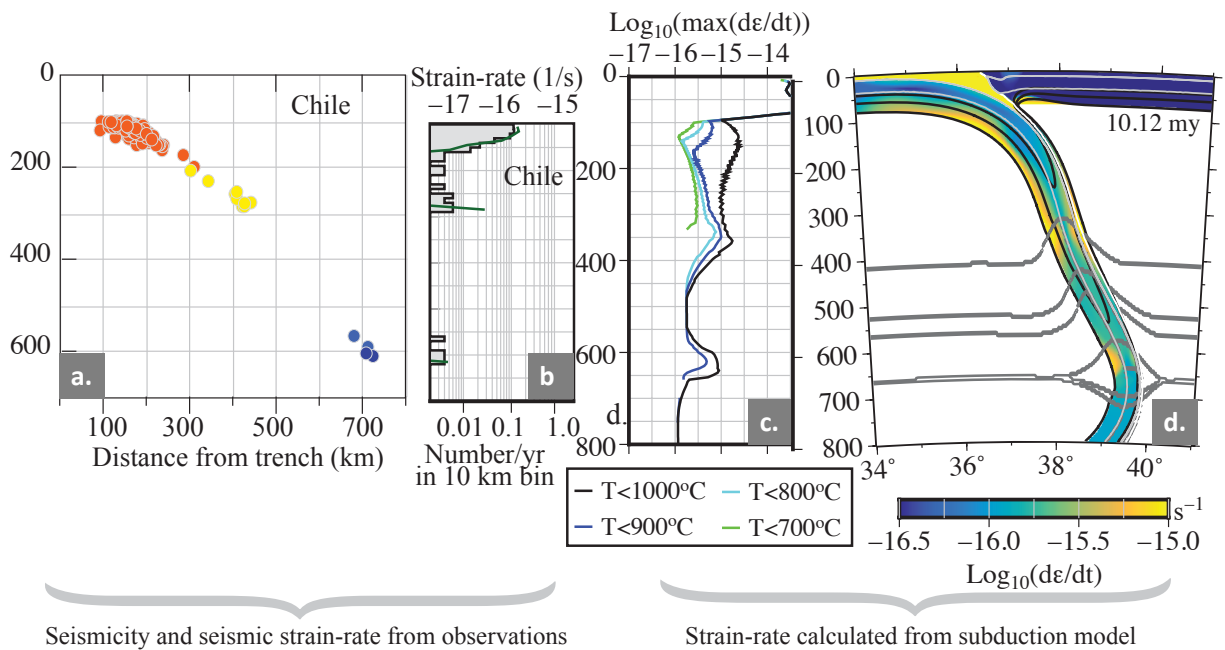 0
200
400
600
Chile
a.
100
300
500
700
Distance from trench (km)
Strain-rate (1/s)
−17
−16
−15
Chile
b
0.01
0.1
1.0
Number/yr
in 10 km bin
Log10(max(dε/dt)
−17
−16
−15
−14
0
200
400
600
800
d.
c.
T<1000°C
T<800°C
T<900°C
T<700°C
0
100
200
300
400
500
600
700
800
10.12 my
d.
34°
36°
38°
40°
s−1
−16.5
−16.0
−15.5
−15.0
Log10(dε/dt)
Seismicity and seismic strain-rate from observations
Strain-rate calculated from subduction model